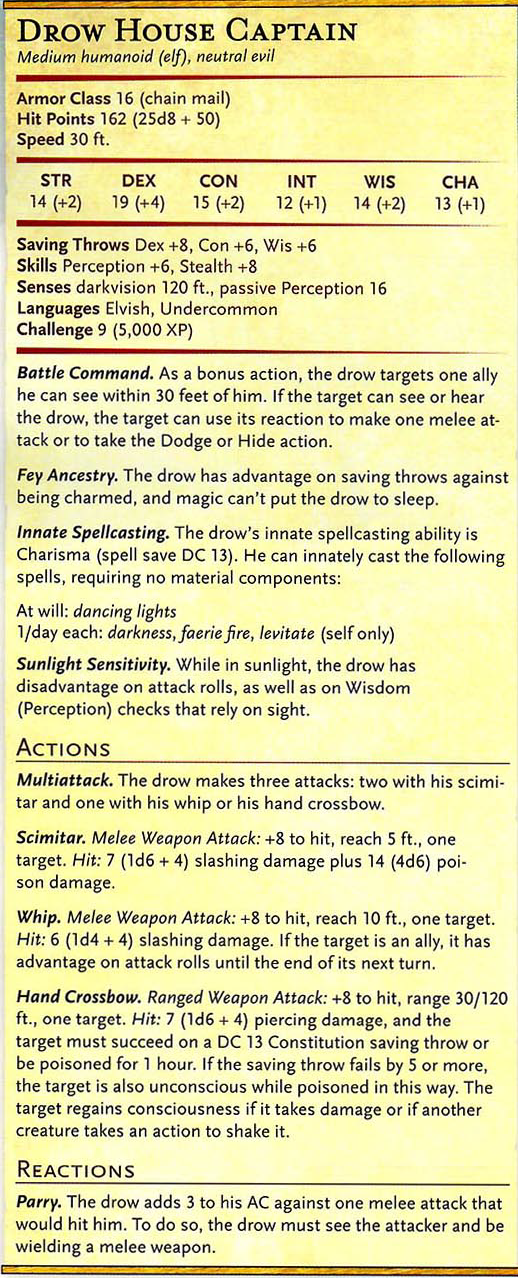 DROW HOUSE CAPTAIN
Medium humanoid (elf), neutral evil
Armor Class 16 (chain mail)
Hit Points 162 (25d8 + 50)
Speed 30 ft.
STR DEX CON INT WIS CHA
14 (+2) 19 (+4) 15 (+2) 12 (+1) 14 (+2) 13 (+1)
Saving Throws Dex +8, Con +6, Wis +6
Skills Perception +6, Stealth +8
Senses darkvision 120 ft., passive Perception 16
Languages Elvish, Undercommon
Challenge 9 (5,000 XP)
Battle Command. As a bonus action, the drow targets one ally
he can see within 30 feet of him. If the target can see or hear
the drow, the target can use its reaction to make one melee at-
tack or to take the Dodge or Hide action.
Fey Ancestry. The drow has advantage on saving throws against
being charmed, and magic can't put the drow to sleep.
Innate Spellcasting. The drow's innate spellcasting ability is
Charisma (spell save DC 13). He can innately cast the following
spells, requiring no material components:
At will: dancing lights
1/day each: darkness, faerie fire, levitate (self only)
Sunlight Sensitivity. While in sunlight, the drow has
disadvantage on attack rolls, as well as on Wisdom
(Perception) checks that rely on sight.
ACTIONS
Multiattack. The drow makes three attacks: two with his scimi-
tar and one with his whip or his hand crossbow.
Scimitar. Melee Weapon Attack: +8 to hit, reach 5 ft., one
target. Hit: 7 (1d6 + 4) slashing damage plus 14 (4d6) poi-
son damage.
Whip. Melee Weapon Attack: +8 to hit, reach 10 ft., one target.
Hit: 6 (1d4 + 4) slashing damage. If the target is an ally, it has
advantage on attack rolls until the end of its next turn.
Hand Crossbow. Ranged Weapon Attack: +8 to hit, range 30/120
ft., one target. Hit: 7 (1d6 + 4) piercing damage, and the
target must succeed on a DC 13 Constitution saving throw or
be poisoned for 1 hour. If the saving throw fails by 5 or more,
the target is also unconscious while poisoned in this way. The
target regains consciousness if it takes damage or if another
creature takes an action to shake it.
REACTIONS
Parry. The drow adds 3 to his AC against one melee attack that
would hit him. To do so, the drow must see the attacker and be
wielding a melee weapon.